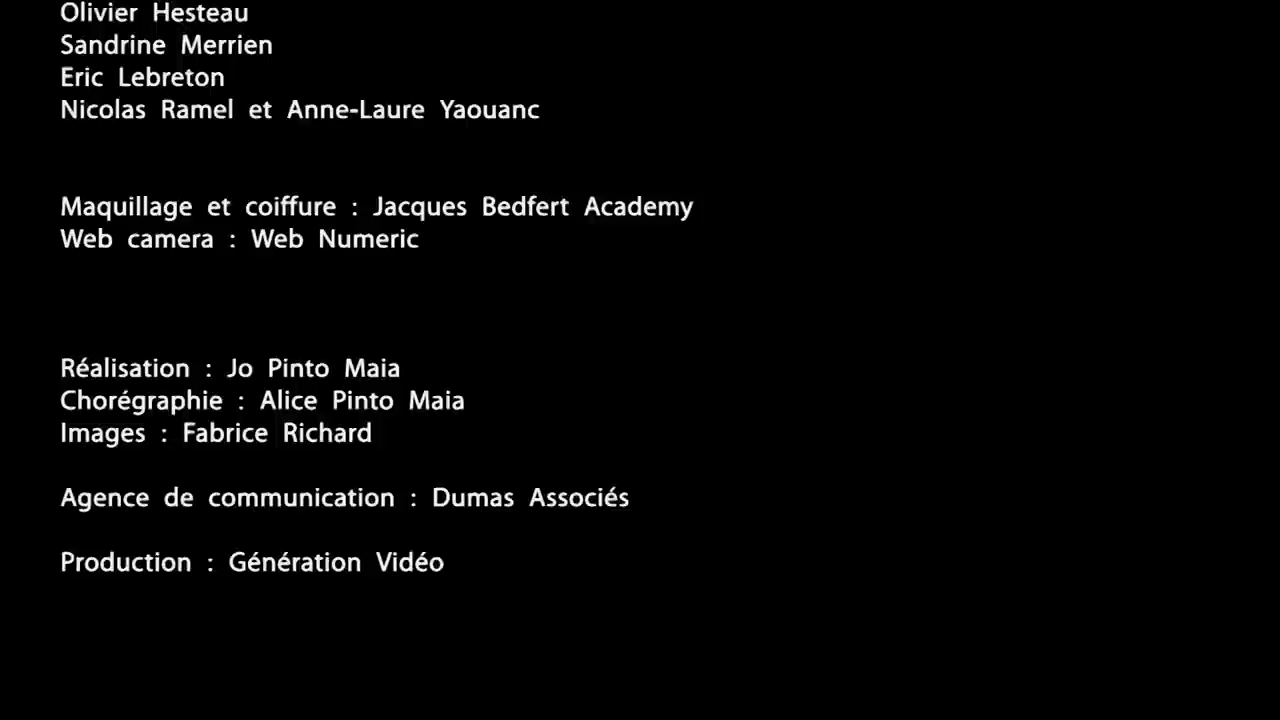 Olivier Hesteau
Sandrine Merrien
Eric Lebreton
Nicolas Ramel et Anne-Laure Yaouanc
Maquillage et coiffure : Jacques Bedfert Academy
Web camera : Web Numeric
Réalisation : Jo Pinto Maia
Chorégraphie : Alice Pinto Maia
Images : Fabrice Richard
Agence de communication : Dumas Associés
Production : Génération Vidéo